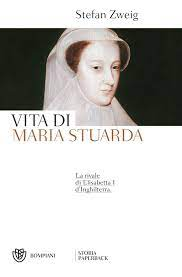 Stefan Zweig
VITA DI
MARIA STUARDA
La rivale
di Elisabetta I
d'Inghilterra.
BOMPIANI
STORIA
PAPERBACK